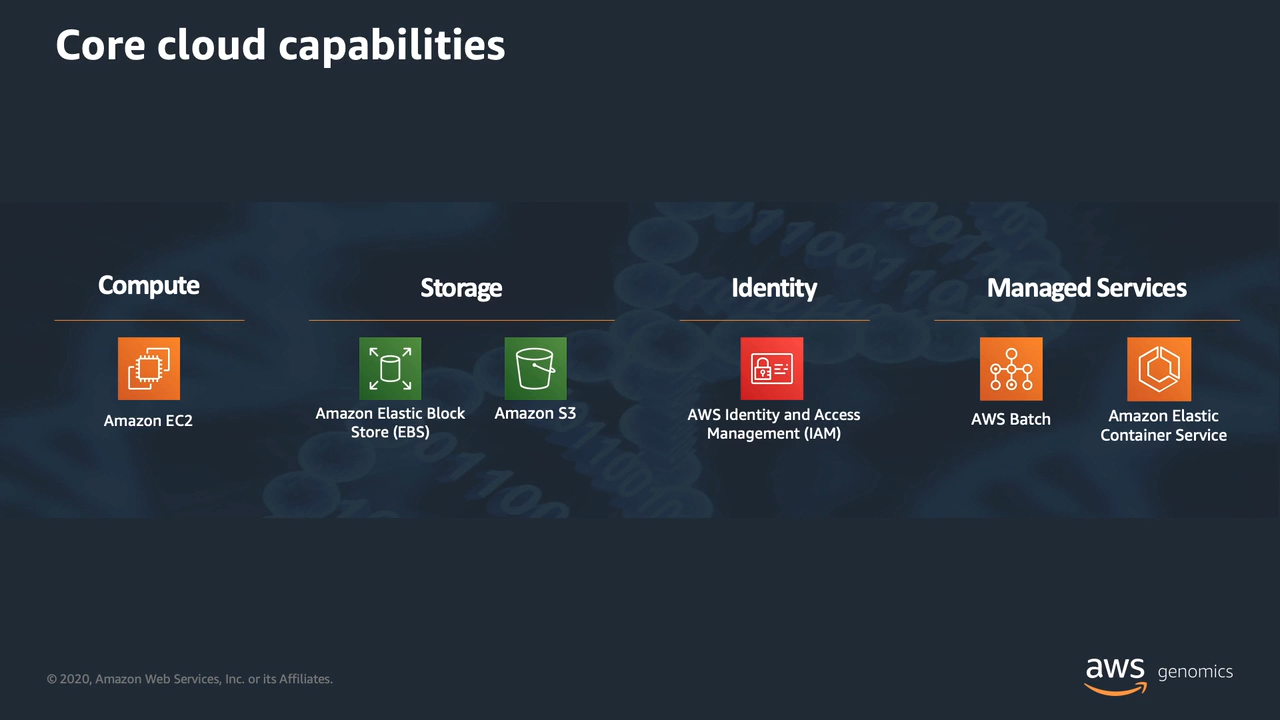 Core cloud capabilities
Compute
Storage
Identity
Managed Services
Amazon EC2
Amazon Elastic Block
Store (EBS)
Amazon S3
AWS Identity and Access
Management (IAM)
AWS Batch
Amazon Elastic
Container Service
© 2020, Amazon Web Services, Inc. or its Affiliates.
aws genomics